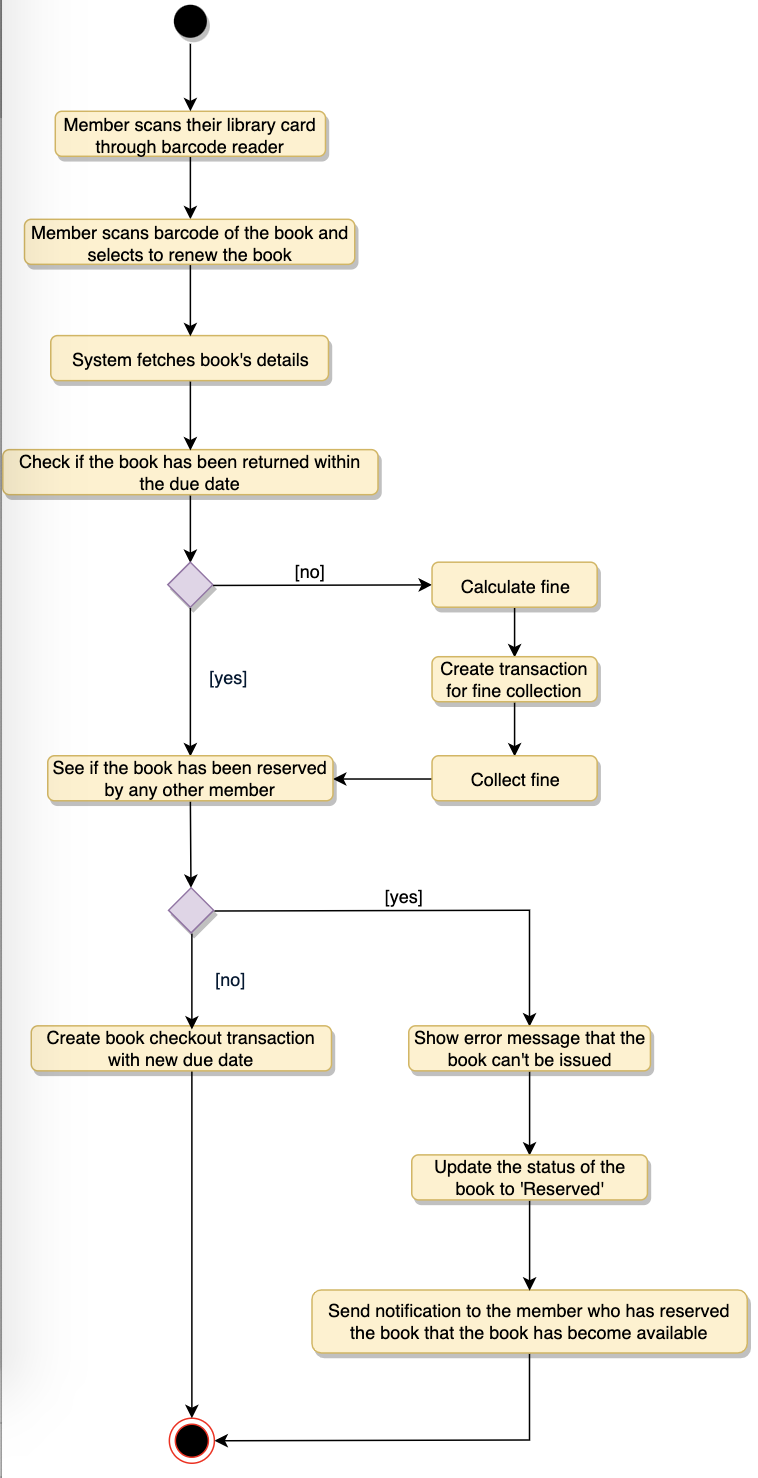 Member scans their library card
through barcode reader
Member scans barcode of the book and
selects to renew the book
System fetches book's details
Check if the book has been returned within
the due date
[no]
Calculate fine
[yes]
Create transaction
for fine collection
See if the book has been reserved
by any other member
Collect fine
[yes]
[no]
Create book checkout transaction
with new due date
Show error message that the
book can't be issued
Update the status of the
book to 'Reserved'
Send notification to the member who has reserved
the book that the book has become available